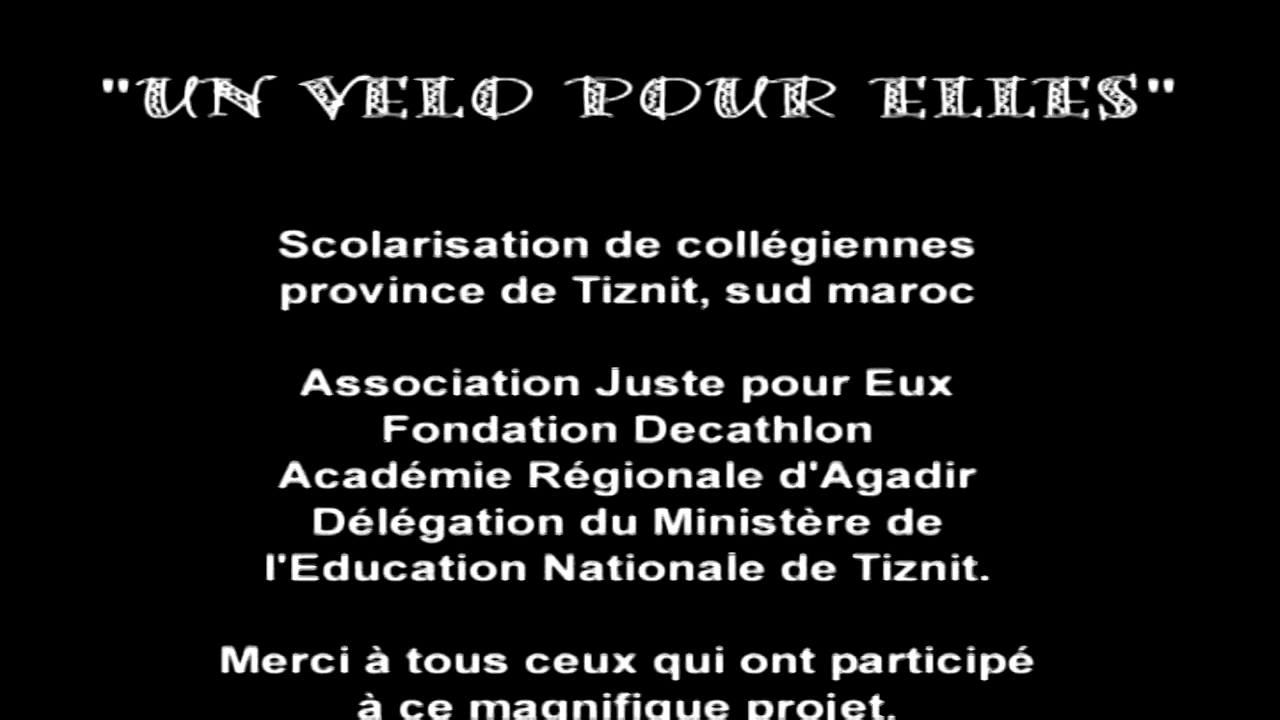 "UN VELO POUR ELLES"
Scolarisation de collégiennes
province de Tiznit, sud maroc
Association Juste pour Eux
Fondation Decathlon
Académie Régionale d'Agadir
Délégation du Ministère de
l'Education Nationale de Tiznit.
Merci à tous ceux qui ont participé
à ce magnifique projet.